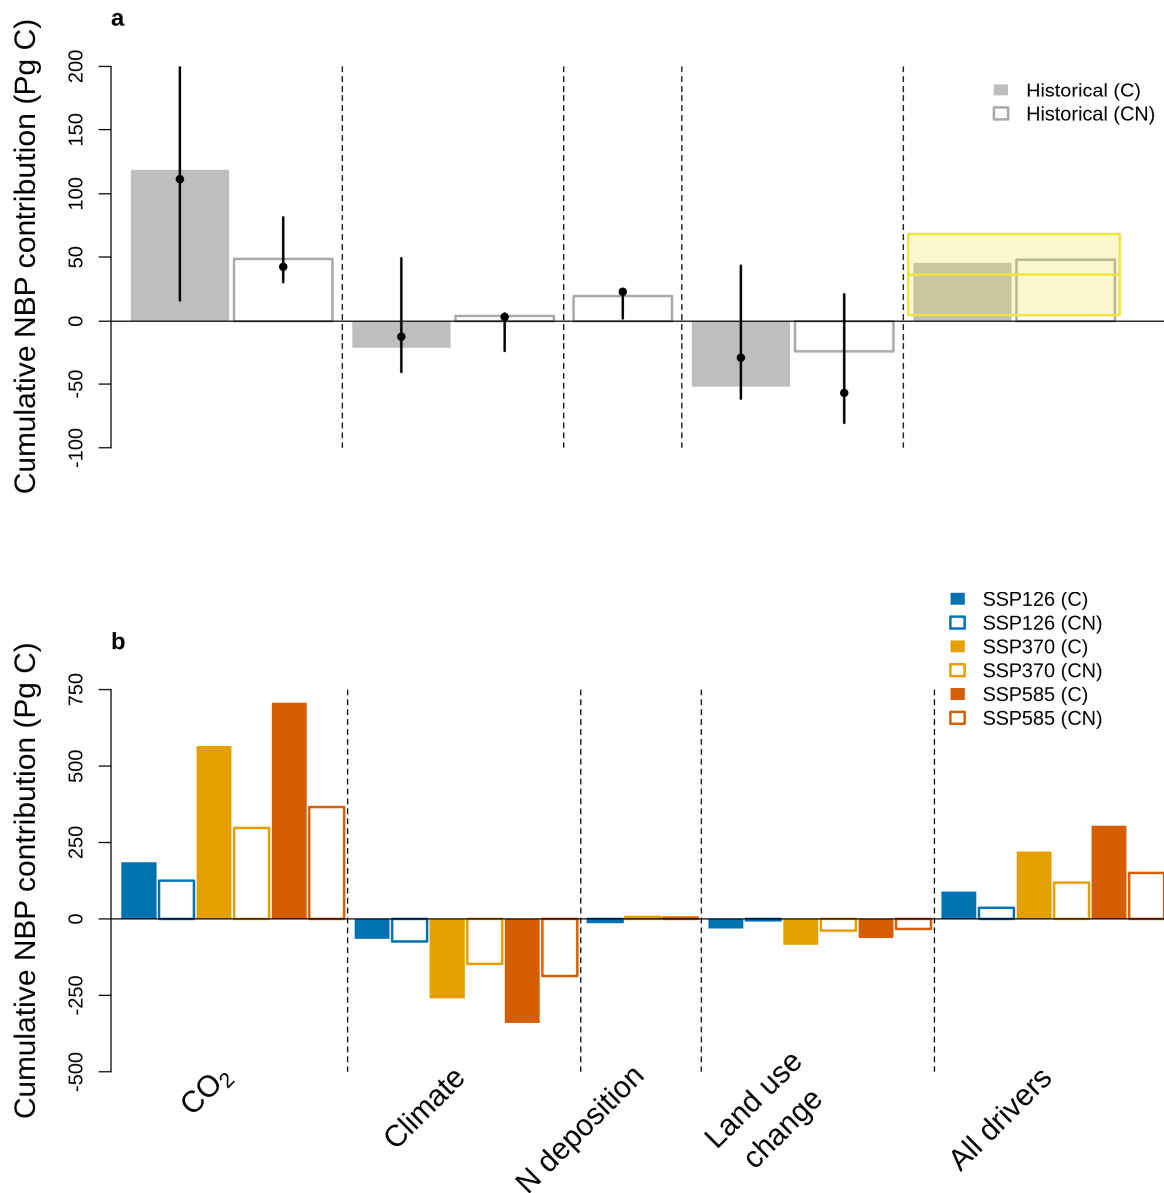 a
Cumulative NBP contribution (Pg C)
200
150
100
50
0
-50
-100
Historical (C)
Historical (CN)
b
Cumulative NBP contribution (Pg C)
750
500
250
0
-250
-500
SSP126 (C)
SSP126 (CN)
SSP370 (C)
SSP370 (CN)
SSP585 (C)
SSP585 (CN)
CO₂
Climate
N deposition
Land use
change
All drivers